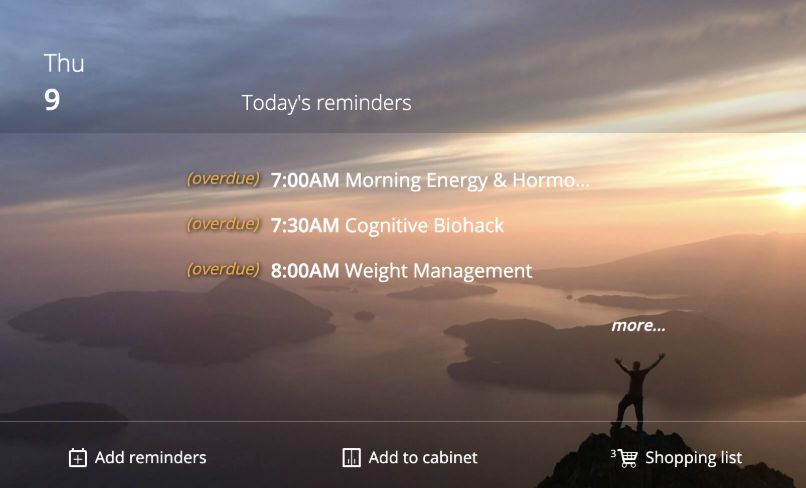 Thu
9
Today's reminders
(overdue) 7:00AM Morning Energy & Hormo...
(overdue) 7:30AM Cognitive Biohack
(overdue) 8:00AM Weight Management
more...
Add reminders
Add to cabinet
3 Shopping list